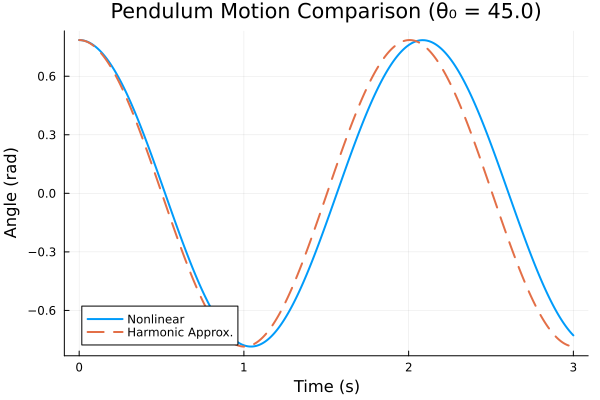 Pendulum Motion Comparison (θ₀ = 45.0)
Angle (rad)
0.6
0.3
0.0
−0.3
−0.6
Nonlinear
Harmonic Approx.
0
1
2
3
Time (s)